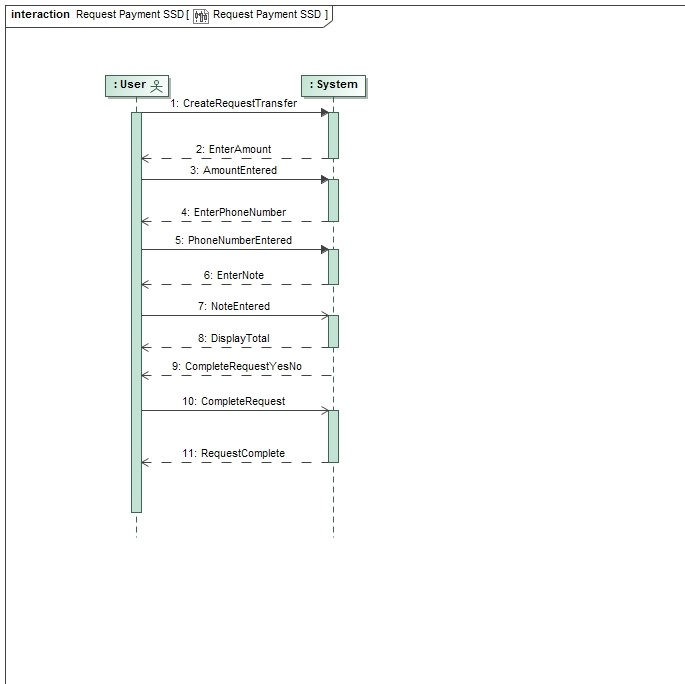 interaction Request Payment SSD [ Request Payment SSD ]
: User
: System
1: CreateRequestTransfer
2: EnterAmount
3: AmountEntered
4: EnterPhoneNumber
5: PhoneNumberEntered
6: EnterNote
7: NoteEntered
8: DisplayTotal
9: CompleteRequestYesNo
10: CompleteRequest
11: RequestComplete